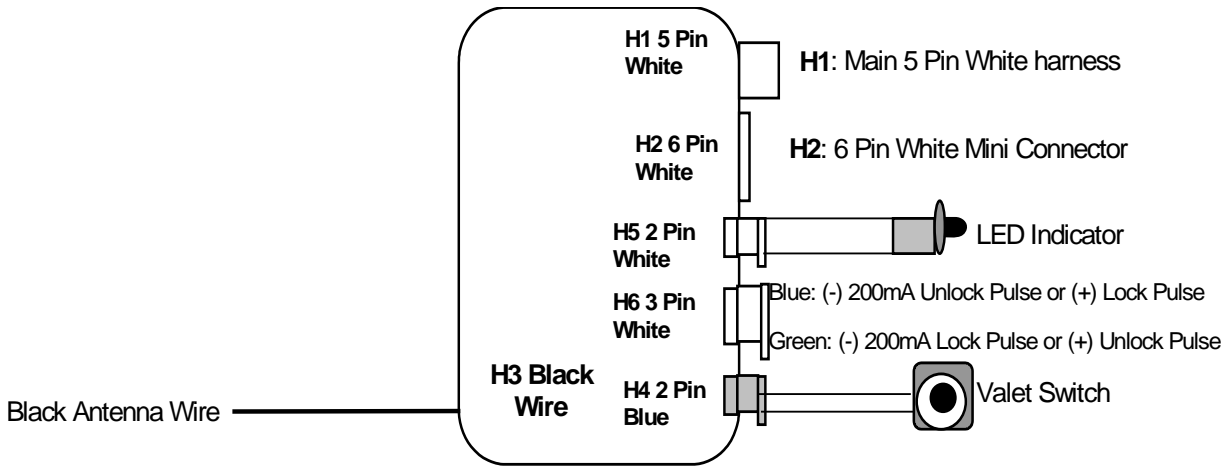 H1 5 Pin
White
H1: Main 5 Pin White harness
H2 6 Pin
White
H2: 6 Pin White Mini Connector
H5 2 Pin
White
LED Indicator
H6 3 Pin
White
Blue: (-) 200mA Unlock Pulse or (+) Lock Pulse
Green: (-) 200mA Lock Pulse or (+) Unlock Pulse
H3 Black
Wire
H4 2 Pin
Blue
Valet Switch
Black Antenna Wire